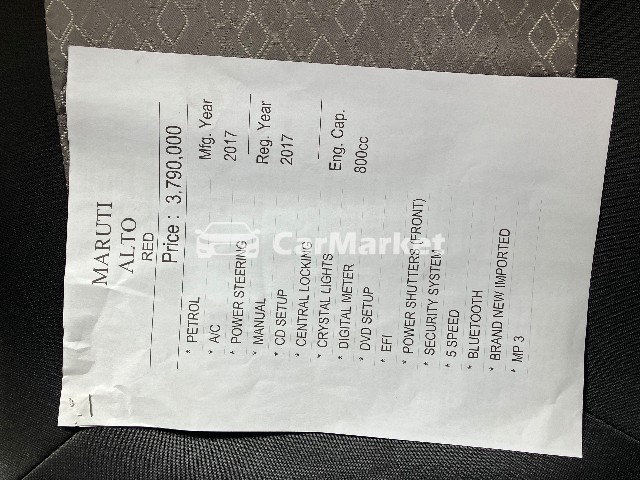 MARUTI
ALTO
RED
Price : 3,790,000
* PETROL
* A/C
* POWER STEERING
* MANUAL
* CD SETUP
* CENTRAL LOCKING
* CRYSTAL LIGHTS
* DIGITAL METER
* DVD SETUP
* EFI
* POWER SHUTTERS (FRONT)
* SECURITY SYSTEM
* 5 SPEED
* BLUETOOTH
* BRAND NEW IMPORTED
* MP 3
Mfg. Year
2017
Reg. Year
2017
Eng. Cap.
800cc
CarMarket